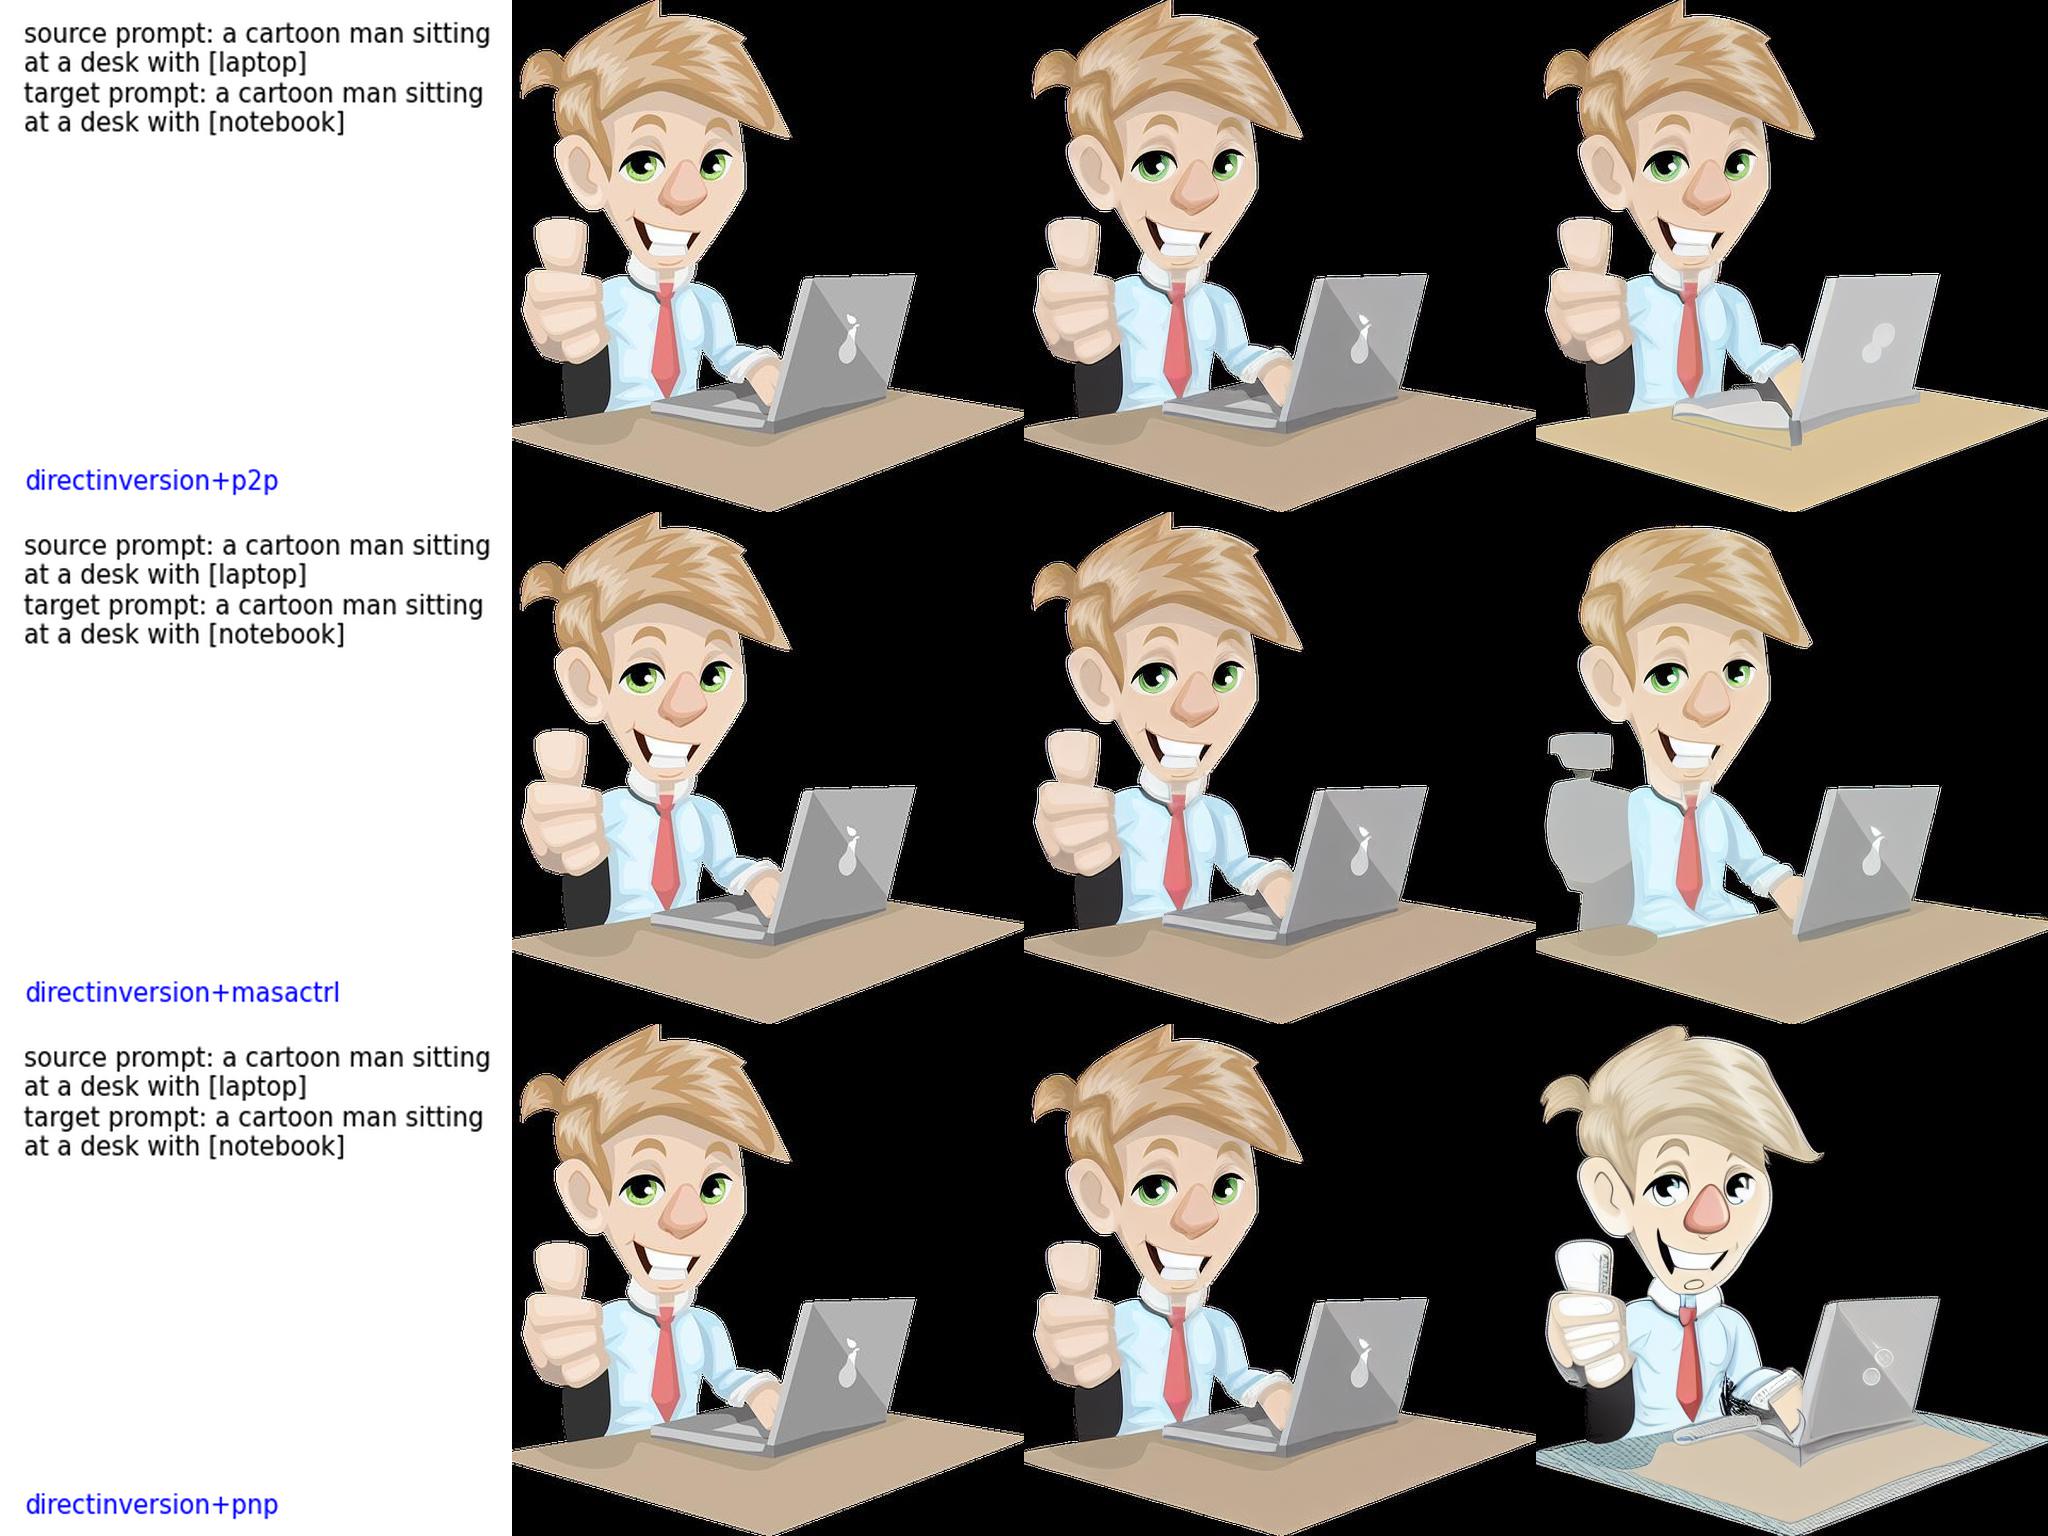 source prompt: a cartoon man sitting
at a desk with [laptop]
target prompt: a cartoon man sitting
at a desk with [notebook]
directinversion+p2p
source prompt: a cartoon man sitting
at a desk with [laptop]
target prompt: a cartoon man sitting
at a desk with [notebook]
directinversion+masactrl
source prompt: a cartoon man sitting
at a desk with [laptop]
target prompt: a cartoon man sitting
at a desk with [notebook]
directinversion+pnp